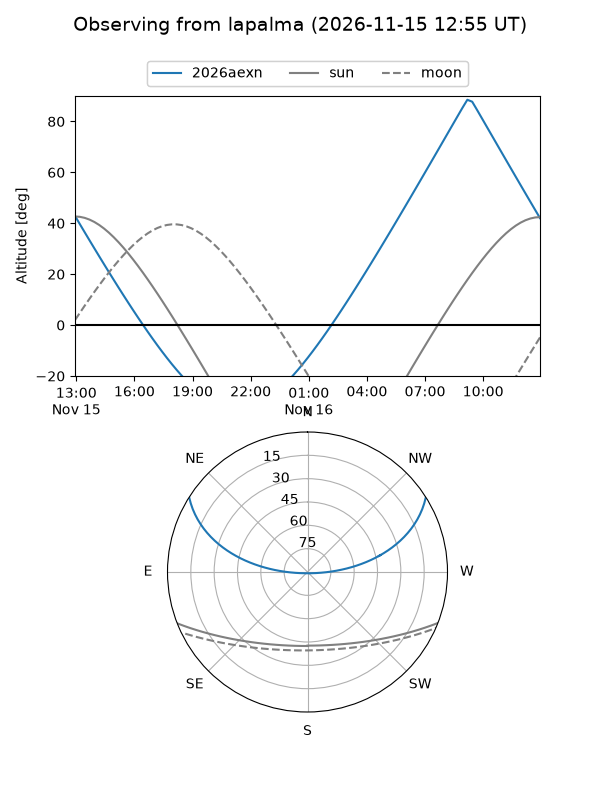 Observing from lapalma (2026-11-15 12:55 UT)
2026aexn sun moon
80
60
40
20
0
−20
Altitude [deg]
13:00 16:00 19:00 22:00 01:00 04:00 07:00 10:00
Nov 15 Nov 16
N
NE NW
15
30
45
60
75
E W
SE SW
S